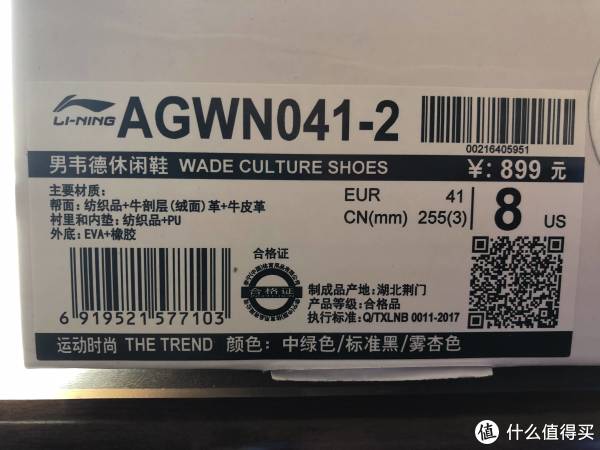 LI-NING AGWN041-2
00216405951
男韦德休闲鞋 WADE CULTURE SHOES ¥: 899 元
主要材质:
帮面: 纺织品+牛剖层(绒面)革+牛皮革
衬里和内垫: 纺织品+PU
外底: EVA+橡胶
EUR 41
CN(mm) 255(3)
8 US
合格证
合格证
6 919521 577103
制成品产地: 湖北荆门
产品等级: 合格品
执行标准: Q/TXLNB 0011-2017
运动时尚 THE TREND 颜色: 中绿色/标准黑/雾杏色
值 什么值得买